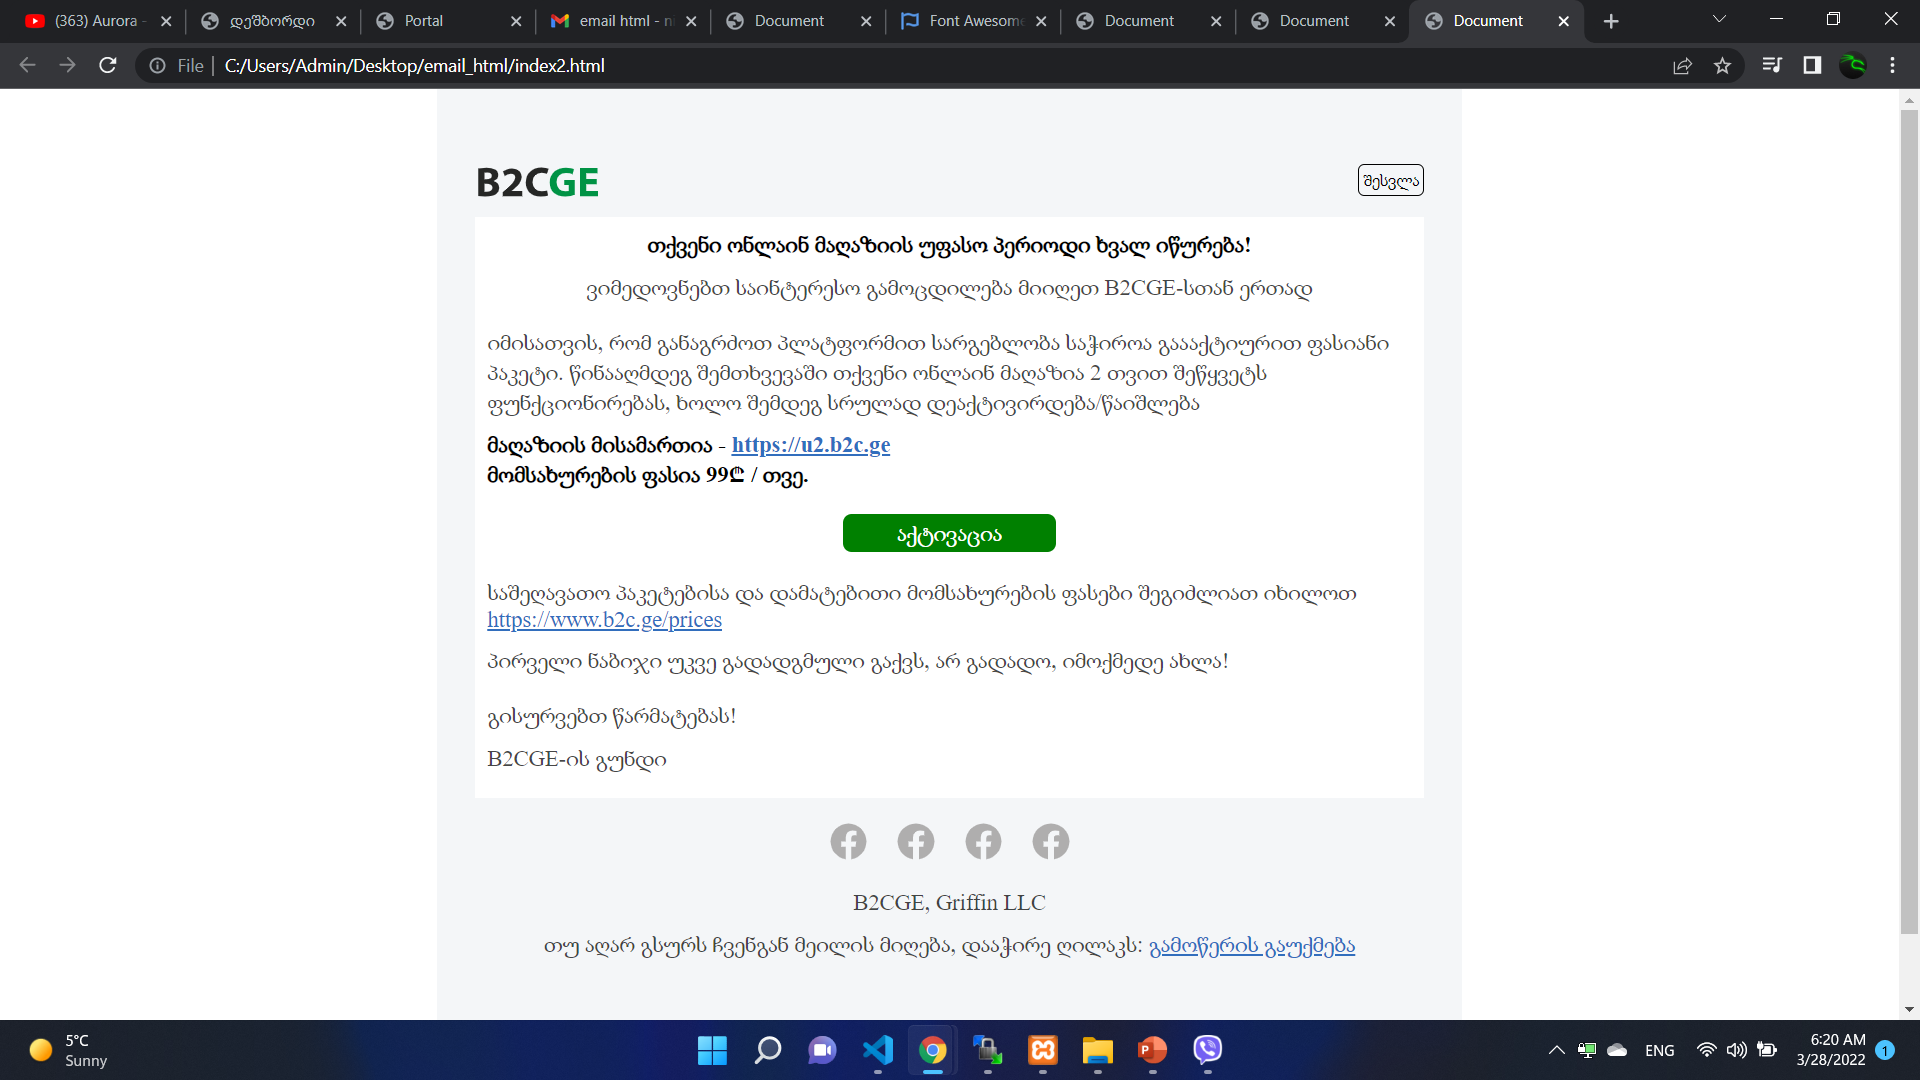 (363) Aurora -
დეშბორდი
Portal
email html - ni
Document
Font Awesome
Document
Document
Document
File
C:/Users/Admin/Desktop/email_html/index2.html
B2CGE
შესვლა
თქვენი ონლაინ მაღაზიის უფასო პერიოდი ხვალ იწურება!
ვიმედოვნებთ საინტერესო გამოცდილება მიიღეთ B2CGE-სთან ერთად
იმისათვის, რომ განაგრძოთ პლატფორმით სარგებლობა საჭიროა გაააქტიურით ფასიანი
პაკეტი. წინააღმდეგ შემთხვევაში თქვენი ონლაინ მაღაზია 2 თვით შეწყვეტს
ფუნქციონირებას, ხოლო შემდეგ სრულად დეაქტივირდება/წაიშლება
მაღაზიის მისამართია - https://u2.b2c.ge
მომსახურების ფასია 99₾ / თვე.
აქტივაცია
საშეღავათო პაკეტებისა და დამატებითი მომსახურების ფასები შეგიძლიათ იხილოთ
https://www.b2c.ge/prices
პირველი ნაბიჯი უკვე გადადგმული გაქვს, არ გადადო, იმოქმედე ახლა!
გისურვებთ წარმატებას!
B2CGE-ის გუნდი
B2CGE, Griffin LLC
თუ აღარ გსურს ჩვენგან მეილის მიღება, დააჭირე ღილაკს: გამოწერის გაუქმება
5°C
Sunny
ENG
6:20 AM
3/28/2022
1